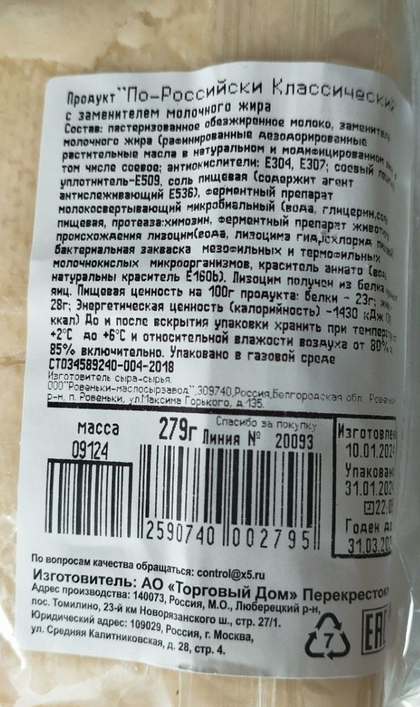 Продукт "По-Российски Классический
с заменителем молочного жира
Состав: пастеризованное обезжиренное молоко, заменитель
молочного жира (рафинированные дезодорированные
растительные масла в натуральном и модифицированном
том числе соевое; антиокислители: Е304, Е307; соевый
уплотнитель-Е509, соль пищевая (содержит агент
антислеживающий Е536), ферментный препарат
молокосвертывающий микробиальный (вода, глицерин,соль
пищевая, протеаза:химозин, ферментный препарат животного
происхождения лизоцим(вода, лизоцима гидрохлорид
бактериальная закваска мезофильных и термофильных
молочнокислых микроорганизмов, краситель аннато (вода,
натуральны краситель Е160b). Лизоцим получен из белка
яиц. Пищевая ценность на 100г продукта: белки - 23г;
28г; Энергетическая ценность (калорийность) -1430 кДж
ккал) До и после вскрытия упаковки хранить при температуре
+2°С до +6°С и относительной влажности воздуха от 80%
85% включительно. Упаковано в газовой среде
СТО34589240-004-2018
Изготовитель сыра-сырья:
ООО"Ровеньки-маслосырзавод",309740,Россия,Белгородская обл.
р-н, п. Ровеньки, ул.Максима Горького, д.135.
Спасибо за покупку
масса 279г Линия № 20093
09124
Изготовлено
10.01.202
Упаковано
31.01.202
22:0
Годен до
31.03.202
2590740 002795
По вопросам качества обращаться: control@x5.ru
Изготовитель: АО «Торговый Дом» Перекресток
Адрес производства: 140073, Россия, М.О., Люберецкий р-н,
пос. Томилино, 23-й км Новорязанского ш., стр. 27/1.
Юридический адрес: 109029, Россия, г. Москва,
ул. Средняя Калитниковская, д. 28, стр. 4.
7
ЕАС